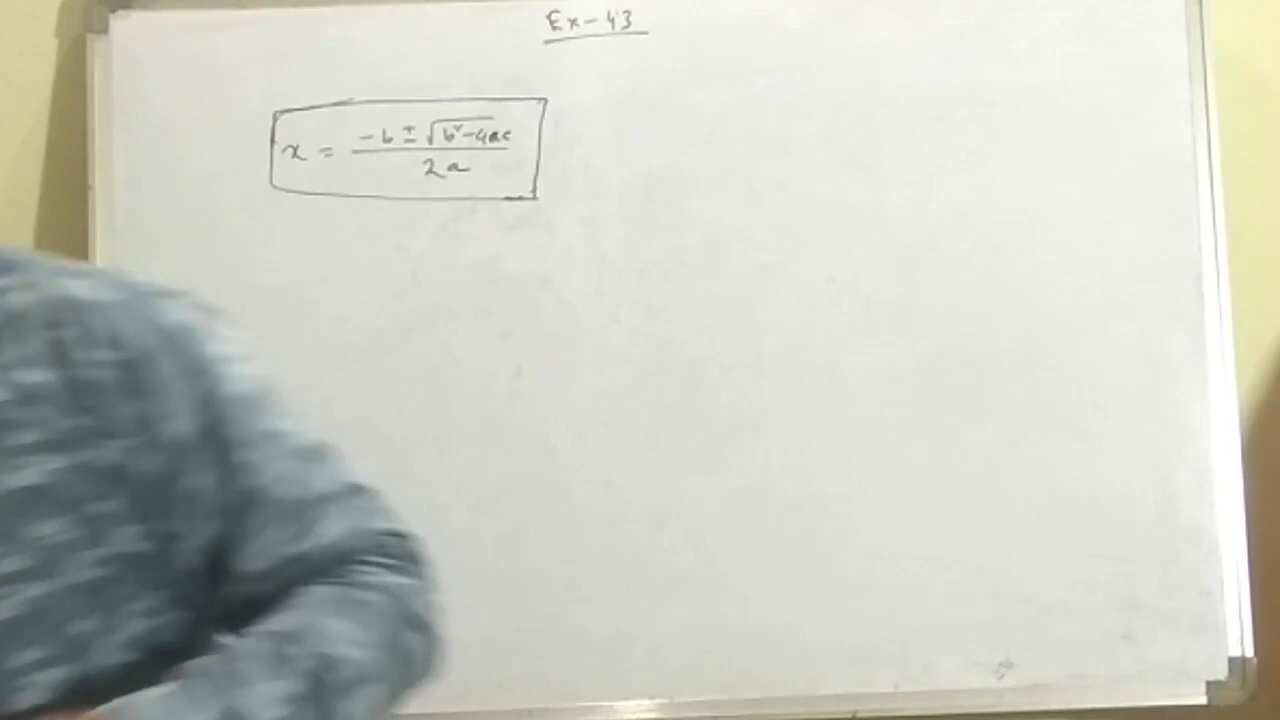 Ex-43
x = (-b ± √(b²-4ac)) / 2a